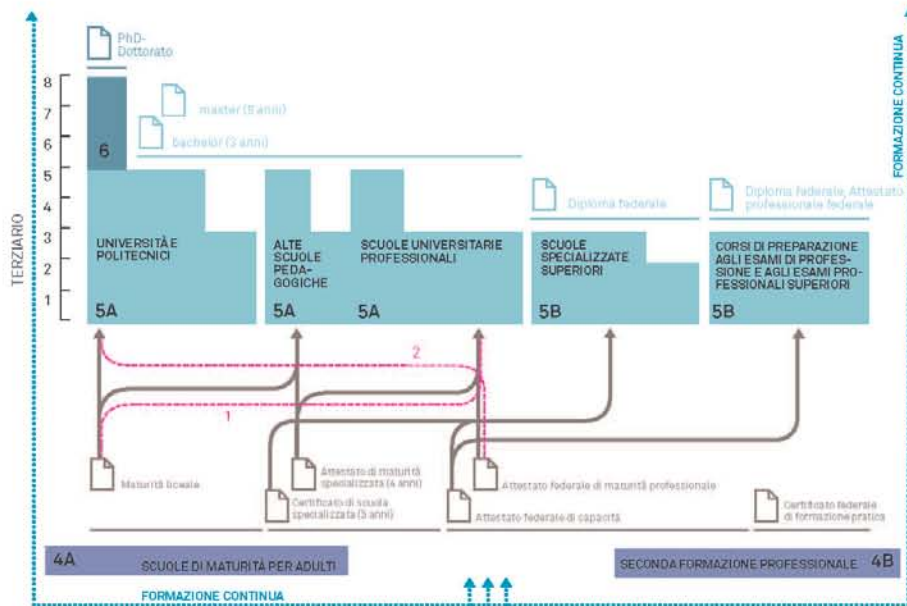 PhD-
Dottorato
master (5 anni)
bachelor (3 anni)
8
7
6
5
4
3
2
1
TERZIARIO
6
UNIVERSITÀ E
POLITECNICI
5A
ALTE
SCUOLE
PEDA-
GOGICHE
5A
SCUOLE UNIVERSITARIE
PROFESSIONALI
5A
Diploma federale
SCUOLE
SPECIALIZZATE
SUPERIORI
5B
Diploma federale, Attestato
professionale federale
CORSI DI PREPARAZIONE
AGLI ESAMI DI PROFES-
SIONE E AGLI ESAMI PRO-
FESSIONALI SUPERIORI
5B
FORMAZIONE CONTINUA
2
1
Maturità liceale
Attestato di maturità
specializzata (4 anni)
Certificato di scuola
specializzata (3 anni)
Attestato federale di maturità professionale
Attestato federale di capacità
Certificato federale
di formazione pratica
4A
SCUOLE DI MATURITÀ PER ADULTI
SECONDA FORMAZIONE PROFESSIONALE
4B
FORMAZIONE CONTINUA